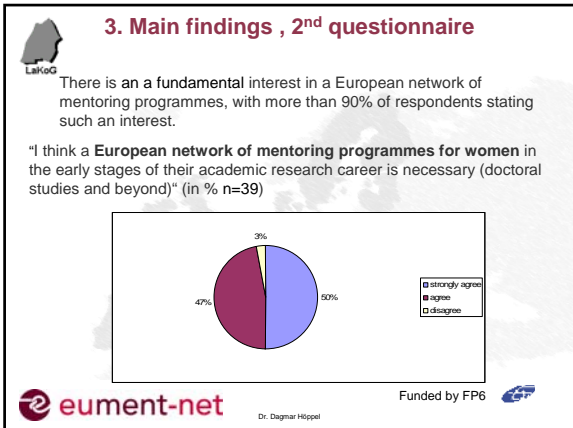 3. Main findings , 2nd questionnaire
LaKoG
There is an a fundamental interest in a European network of
mentoring programmes, with more than 90% of respondents stating
such an interest.
“I think a European network of mentoring programmes for women in
the early stages of their academic research career is necessary (doctoral
studies and beyond)“ (in % n=39)
3%
47%
50%
strongly agree
agree
disagree
Funded by FP6
eument-net
Dr. Dagmar Höppel